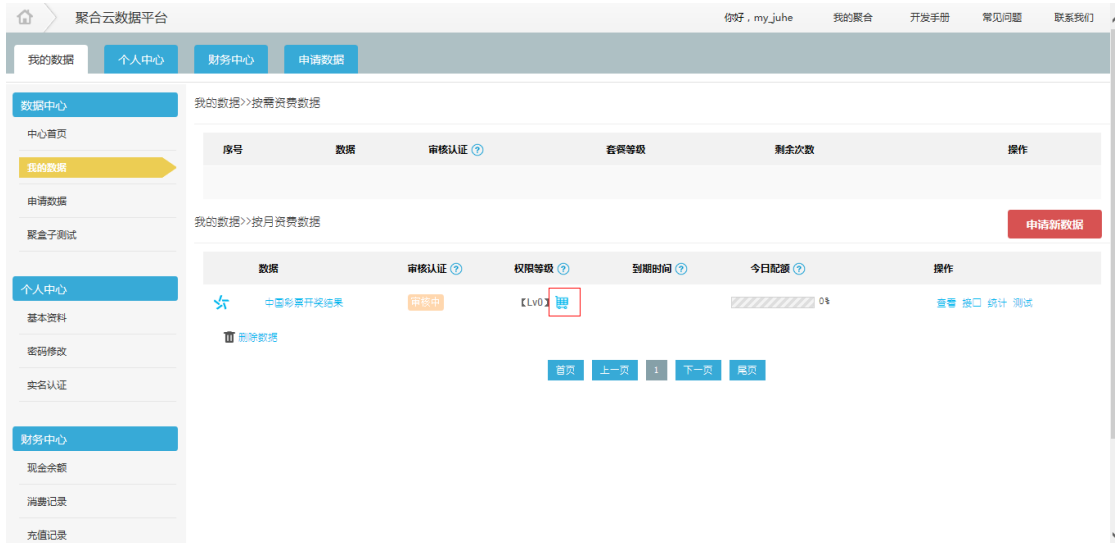 聚合云数据平台 你好，my_juhe 我的聚合 开发手册 常见问题 联系我们
我的数据 个人中心 财务中心 申请数据
数据中心
中心首页
我的数据
申请数据
聚盒子测试
个人中心
基本资料
密码修改
实名认证
财务中心
现金余额
消费记录
充值记录
我的数据>>按需资费数据
序号 数据 审核认证 ? 套餐等级 剩余次数 操作
我的数据>>按月资费数据 申请新数据
数据 审核认证 ? 权限等级 ? 到期时间 ? 今日配额 ? 操作
中国彩票开奖结果 审核中 【Lv0】 0% 查看 接口 统计 测试
删除数据
首页 上一页 1 下一页 尾页